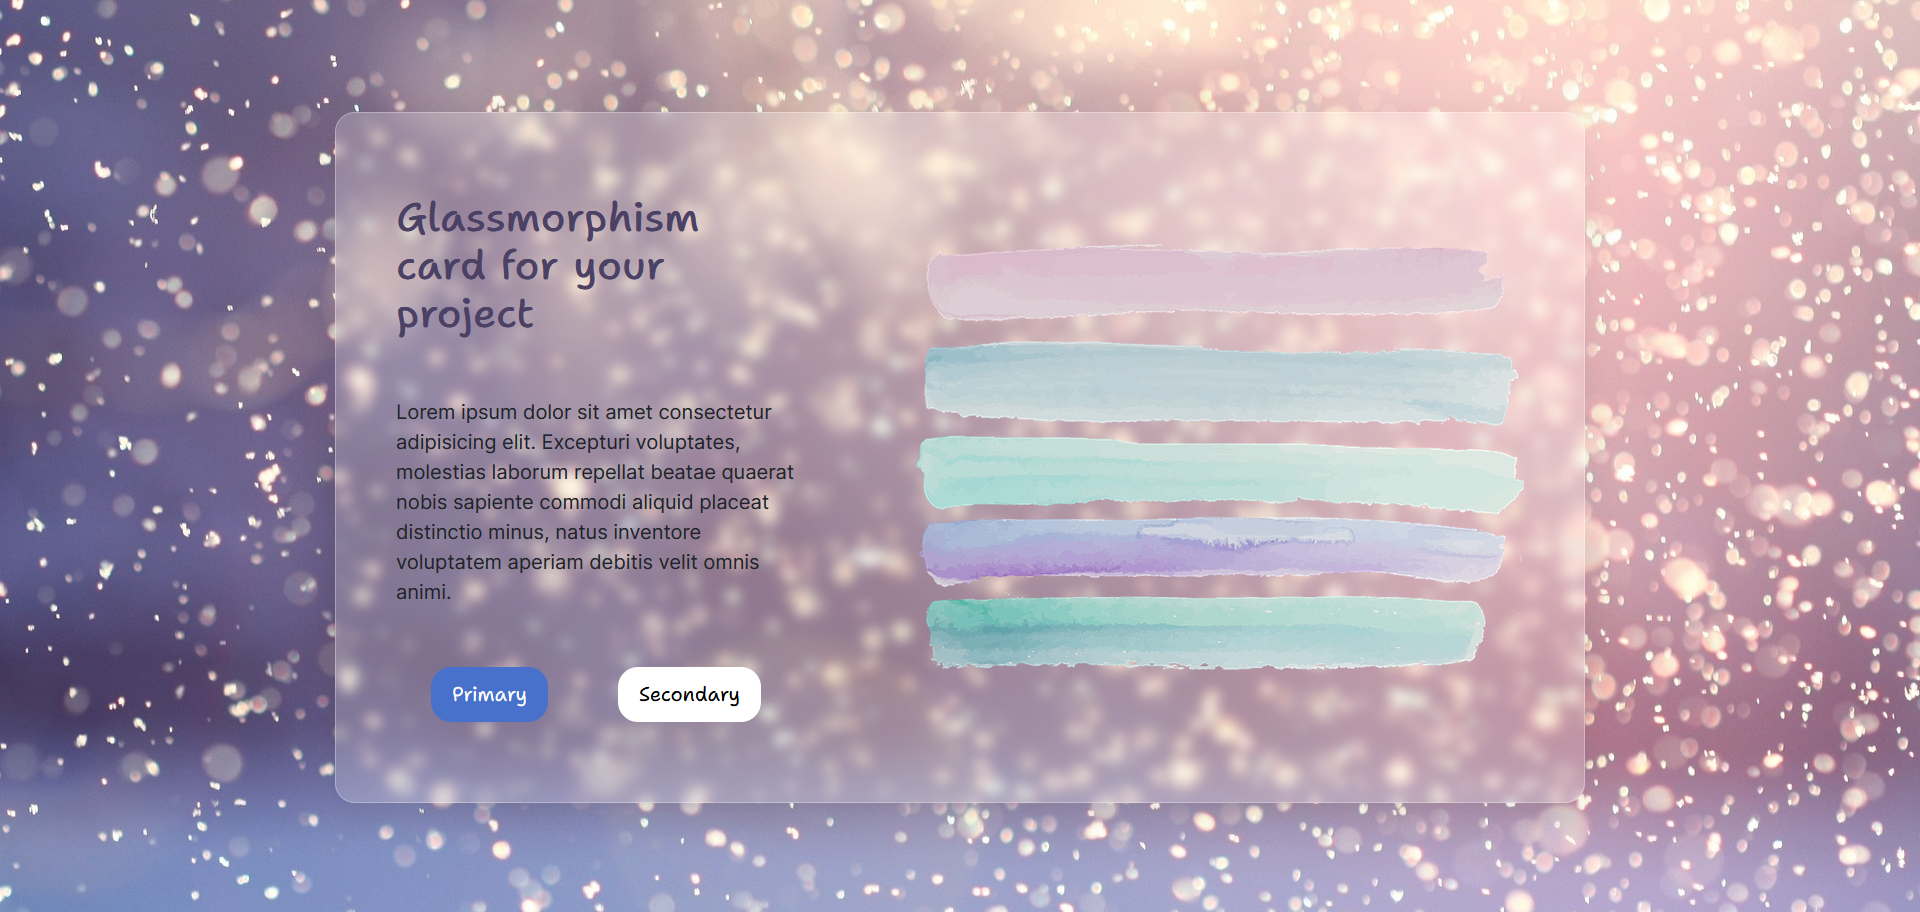 Glassmorphism
card for your
project
Lorem ipsum dolor sit amet consectetur
adipisicing elit. Excepturi voluptates,
molestias laborum repellat beatae quaerat
nobis sapiente commodi aliquid placeat
distinctio minus, natus inventore
voluptatem aperiam debitis velit omnis
animi.
Primary
Secondary